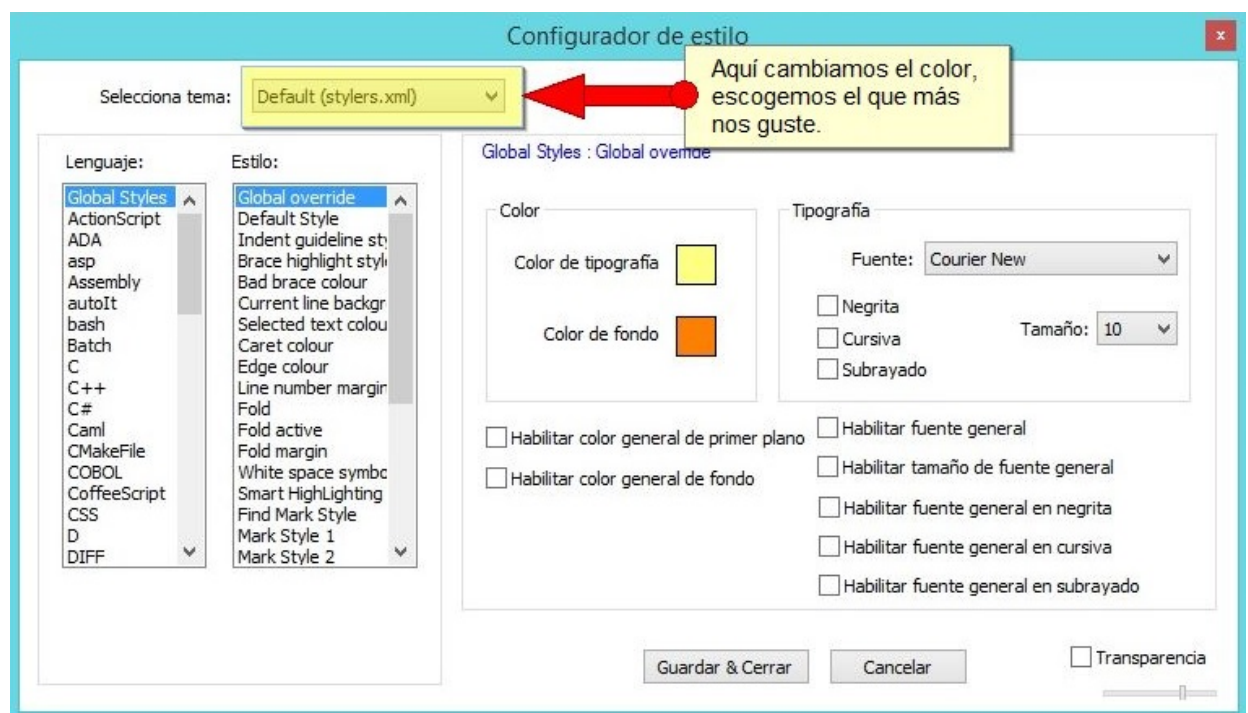 Configurador de estilo
x
Selecciona tema: Default (stylers.xml)
Aquí cambiamos el color,
escogemos el que más
nos guste.
Lenguaje:
Global Styles
ActionScript
ADA
asp
Assembly
autoIt
bash
Batch
C
C++
C#
Caml
CMakeFile
COBOL
CoffeeScript
CSS
D
DIFF
Estilo:
Global override
Default Style
Indent guideline sty
Brace highlight style
Bad brace colour
Current line backgr
Selected text colou
Caret colour
Edge colour
Line number margin
Fold
Fold active
Fold margin
White space symbo
Smart HighLighting
Find Mark Style
Mark Style 1
Mark Style 2
Global Styles : Global override
Color
Color de tipografía
Color de fondo
Tipografía
Fuente: Courier New
Negrita
Cursiva
Subrayado
Tamaño: 10
Habilitar color general de primer plano
Habilitar color general de fondo
Habilitar fuente general
Habilitar tamaño de fuente general
Habilitar fuente general en negrita
Habilitar fuente general en cursiva
Habilitar fuente general en subrayado
Guardar & Cerrar
Cancelar
Transparencia